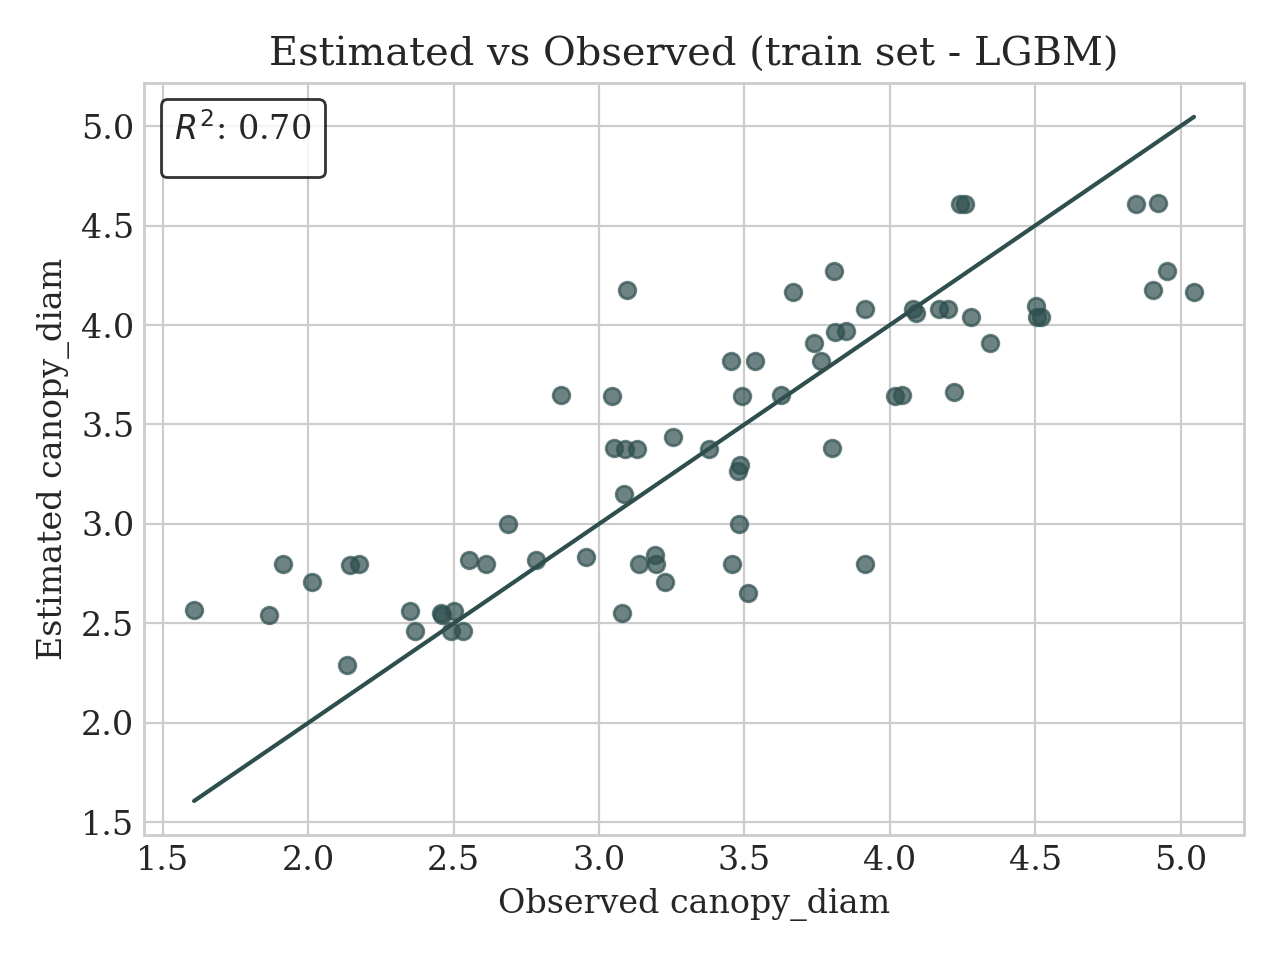 Estimated vs Observed (train set - LGBM)
R²: 0.70
Estimated canopy_diam
5.0
4.5
4.0
3.5
3.0
2.5
2.0
1.5
1.5 2.0 2.5 3.0 3.5 4.0 4.5 5.0
Observed canopy_diam